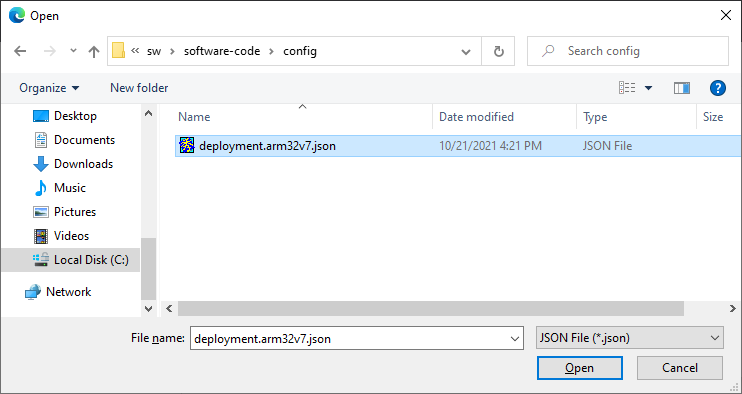 Open
sw > software-code > config
Search config
Organize
New folder
Desktop
Documents
Downloads
Music
Pictures
Videos
Local Disk (C:)
Network
Name Date modified Type Size
deployment.arm32v7.json 10/21/2021 4:21 PM JSON File
File name: deployment.arm32v7.json JSON File (*.json)
Open Cancel